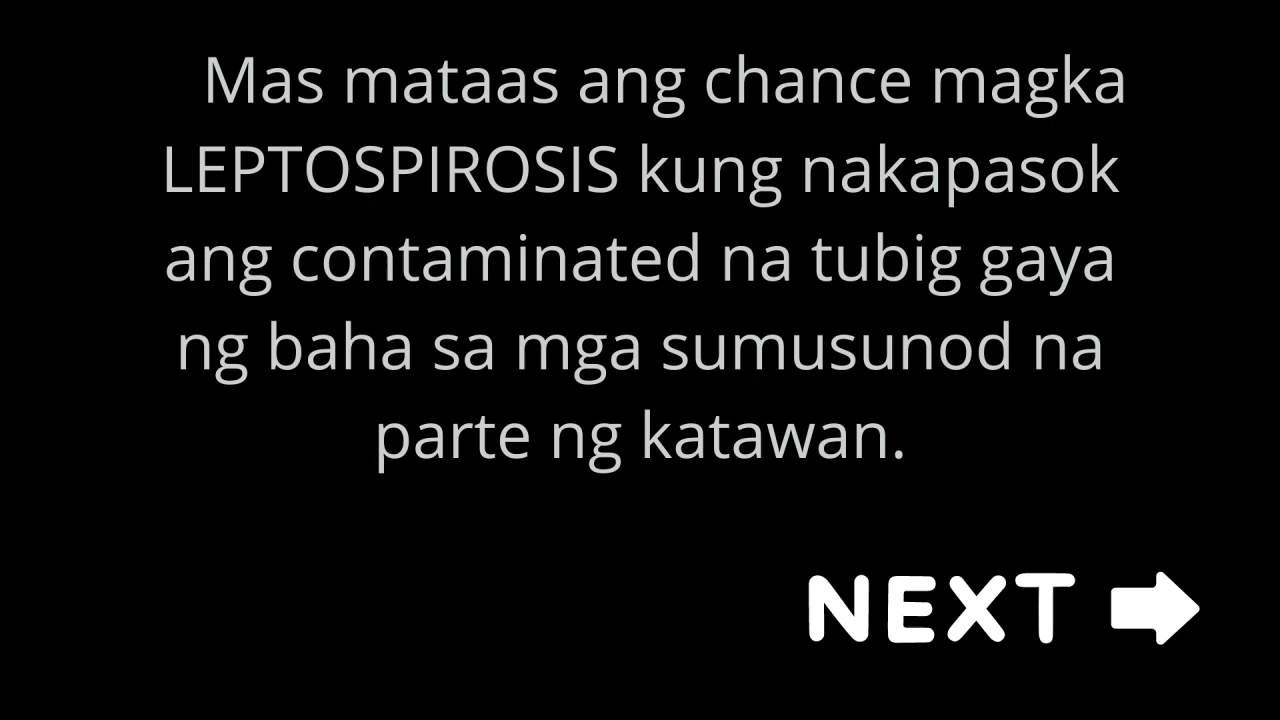 Mas mataas ang chance magka
LEPTOSPIROSIS kung nakapasok
ang contaminated na tubig gaya
ng baha sa mga sumusunod na
parte ng katawan.
NEXT